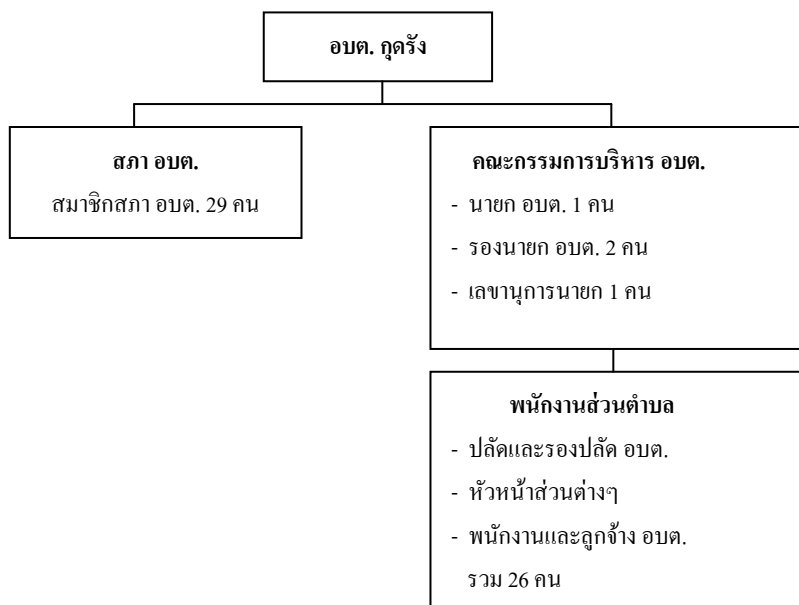 อบต. กุดรัง
สภา อบต.
สมาชิกสภา อบต. 29 คน
คณะกรรมการบริหาร อบต.
- นายก อบต. 1 คน
- รองนายก อบต. 2 คน
- เลขานุการนายก 1 คน
พนักงานส่วนตำบล
- ปลัดและรองปลัด อบต.
- หัวหน้าส่วนต่างๆ
- พนักงานและลูกจ้าง อบต.
รวม 26 คน